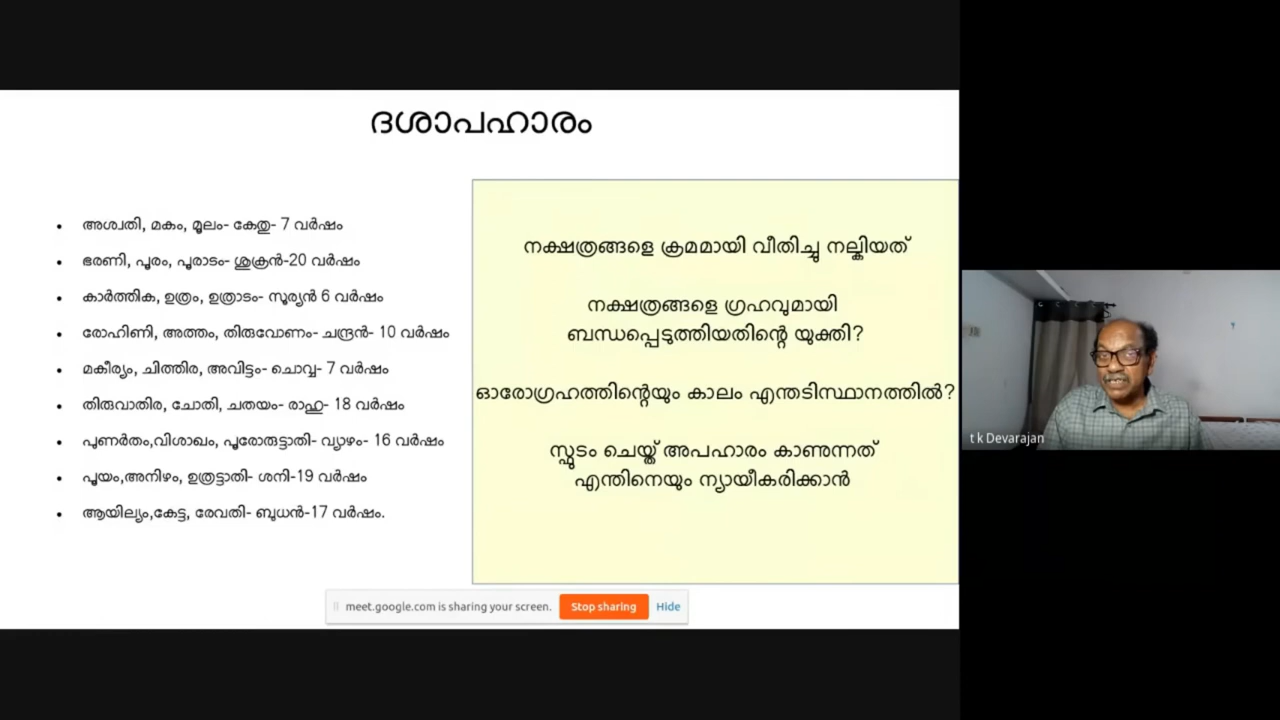 ദശാപഹാരം
• അശ്വതി, മകം, മൂലം- കേതു- 7 വർഷം
• ഭരണി, പൂരം, പൂരാടം- ശുക്രൻ-20 വർഷം
• കാർത്തിക, ഉത്രം, ഉത്രാടം- സൂര്യൻ 6 വർഷം
• രോഹിണി, അത്തം, തിരുവോണം- ചന്ദ്രൻ- 10 വർഷം
• മകീര്യം, ചിത്തിര, അവിട്ടം- ചൊവ്വ- 7 വർഷം
• തിരുവാതിര, ചോതി, ചതയം- രാഹു- 18 വർഷം
• പുണർതം,വിശാഖം, പൂരോരുട്ടാതി- വ്യാഴം- 16 വർഷം
• പൂയം,അനിഴം, ഉത്രട്ടാതി- ശനി-19 വർഷം
• ആയില്യം,കേട്ട, രേവതി- ബുധൻ-17 വർഷം.
നക്ഷത്രങ്ങളെ ക്രമമായി വീതിച്ചു നല്കിയത്
നക്ഷത്രങ്ങളെ ഗ്രഹവുമായി
ബന്ധപ്പെടുത്തിയതിന്റെ യുക്തി?
ഓരോഗ്രഹത്തിന്റെയും കാലം എന്തടിസ്ഥാനത്തിൽ?
സ്ഫുടം ചെയ്ത് അപഹാരം കാണുന്നത്
എന്തിനെയും ന്യായീകരിക്കാൻ
meet.google.com is sharing your screen. Stop sharing Hide
t k Devarajan